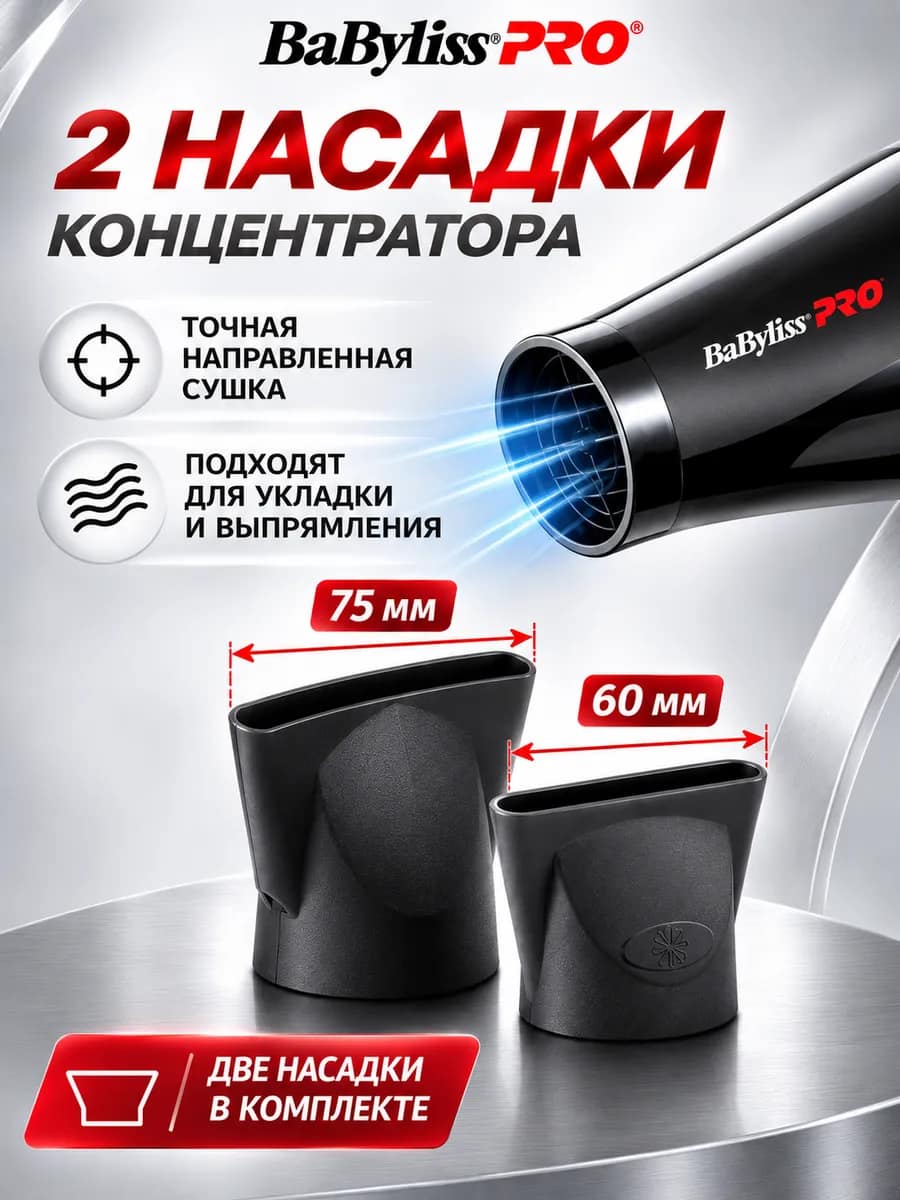 BaByliss®PRO®
2 НАСАДКИ
КОНЦЕНТРАТОРА
ТОЧНАЯ
НАПРАВЛЕННАЯ
СУШКА
BaByliss®PRO®
ПОДХОДЯТ
ДЛЯ УКЛАДКИ
И ВЫПРЯМЛЕНИЯ
75 мм
60 мм
ДВЕ НАСАДКИ
В КОМПЛЕКТЕ